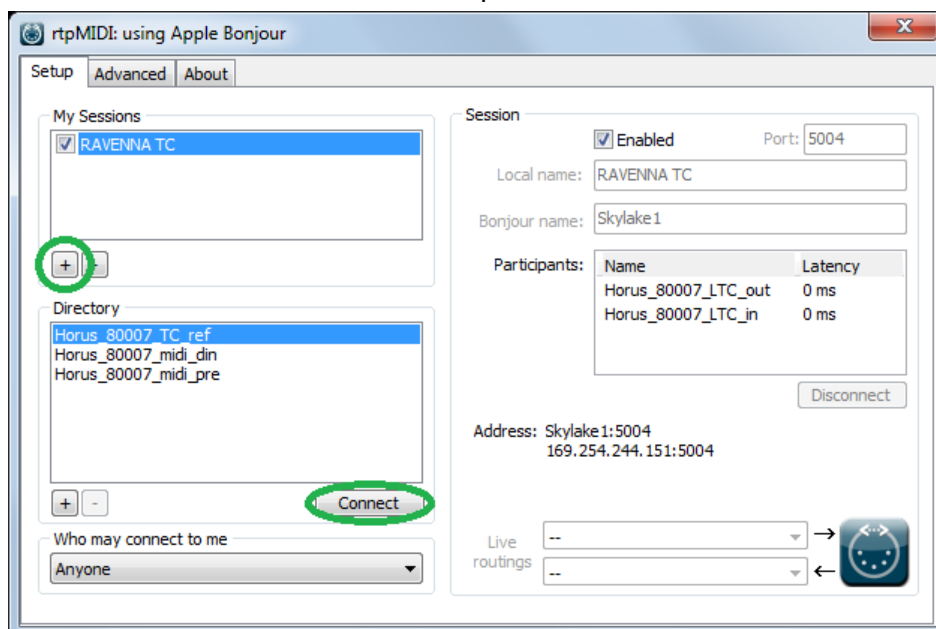 rtpMIDI: using Apple Bonjour
x
Setup Advanced About
My Sessions
RAVENNA TC
+ -
Directory
Horus_80007_TC_ref
Horus_80007_midi_din
Horus_80007_midi_pre
+ - Connect
Who may connect to me
Anyone
Session
Enabled Port: 5004
Local name: RAVENNA TC
Bonjour name: Skylake1
Participants: Name Latency
Horus_80007_LTC_out 0 ms
Horus_80007_LTC_in 0 ms
Disconnect
Address: Skylake1:5004
169.254.244.151:5004
Live routings
--
--